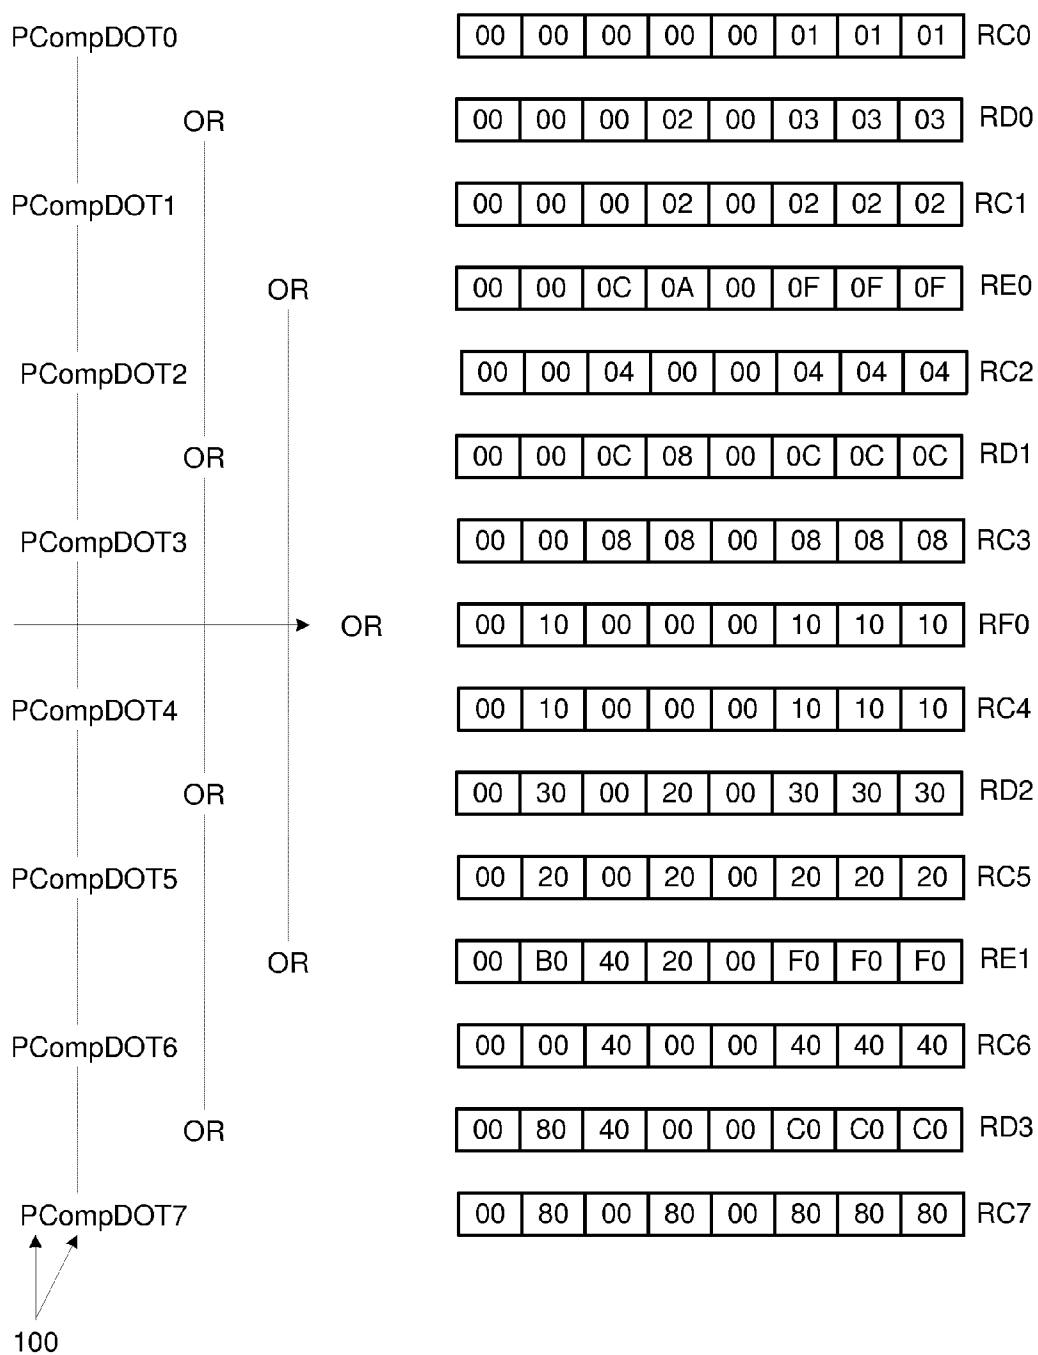 PCompDOT0 00 00 00 00 00 01 01 01 RC0
OR 00 00 00 02 00 03 03 03 RD0
PCompDOT1 00 00 00 02 00 02 02 02 RC1
OR 00 00 0C 0A 00 0F 0F 0F RE0
PCompDOT2 00 00 04 00 00 04 04 04 RC2
OR 00 00 0C 08 00 0C 0C 0C RD1
PCompDOT3 00 00 08 08 00 08 08 08 RC3
OR 00 10 00 00 00 10 10 10 RF0
PCompDOT4 00 10 00 00 00 10 10 10 RC4
OR 00 30 00 20 00 30 30 30 RD2
PCompDOT5 00 20 00 20 00 20 20 20 RC5
OR 00 B0 40 20 00 F0 F0 F0 RE1
PCompDOT6 00 00 40 00 00 40 40 40 RC6
OR 00 80 40 00 00 C0 C0 C0 RD3
PCompDOT7 00 80 00 80 00 80 80 80 RC7
100